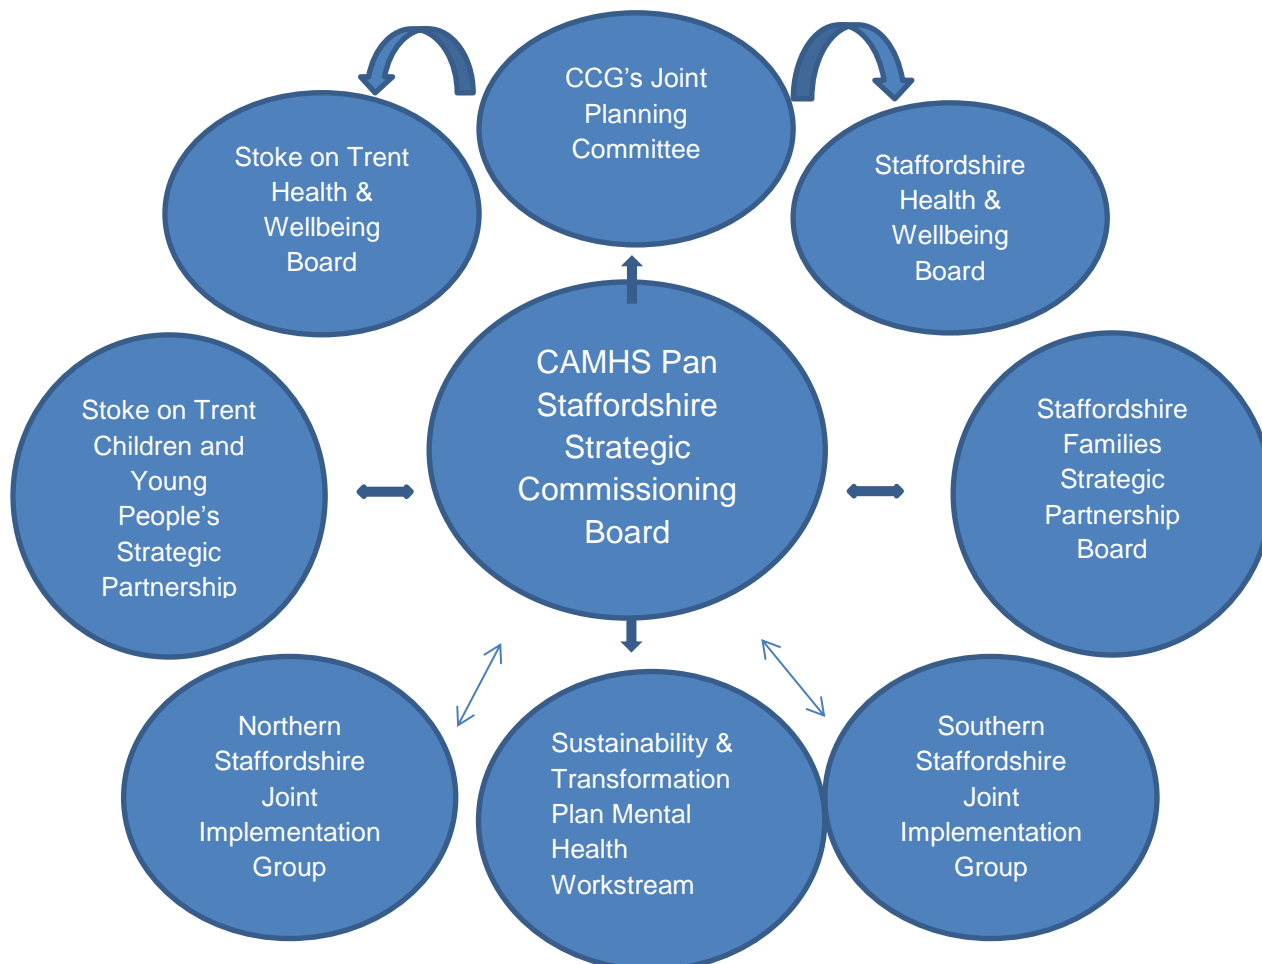 CCG's Joint
Planning
Committee
Stoke on Trent
Health &
Wellbeing
Board
Staffordshire
Health &
Wellbeing
Board
CAMHS Pan
Staffordshire
Strategic
Commissioning
Board
Stoke on Trent
Children and
Young
People's
Strategic
Partnership
Staffordshire
Families
Strategic
Partnership
Board
Northern
Staffordshire
Joint
Implementation
Group
Sustainability &
Transformation
Plan Mental
Health
Workstream
Southern
Staffordshire
Joint
Implementation
Group